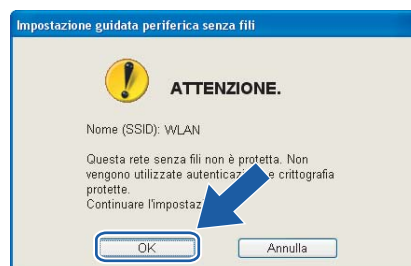 Impostazione guidata periferica senza fili
ATTENZIONE.
Nome (SSID): WLAN
Questa rete senza fili non è protetta. Non
vengono utilizzate e crittografia
protette.
Continuare
OK
Annulla